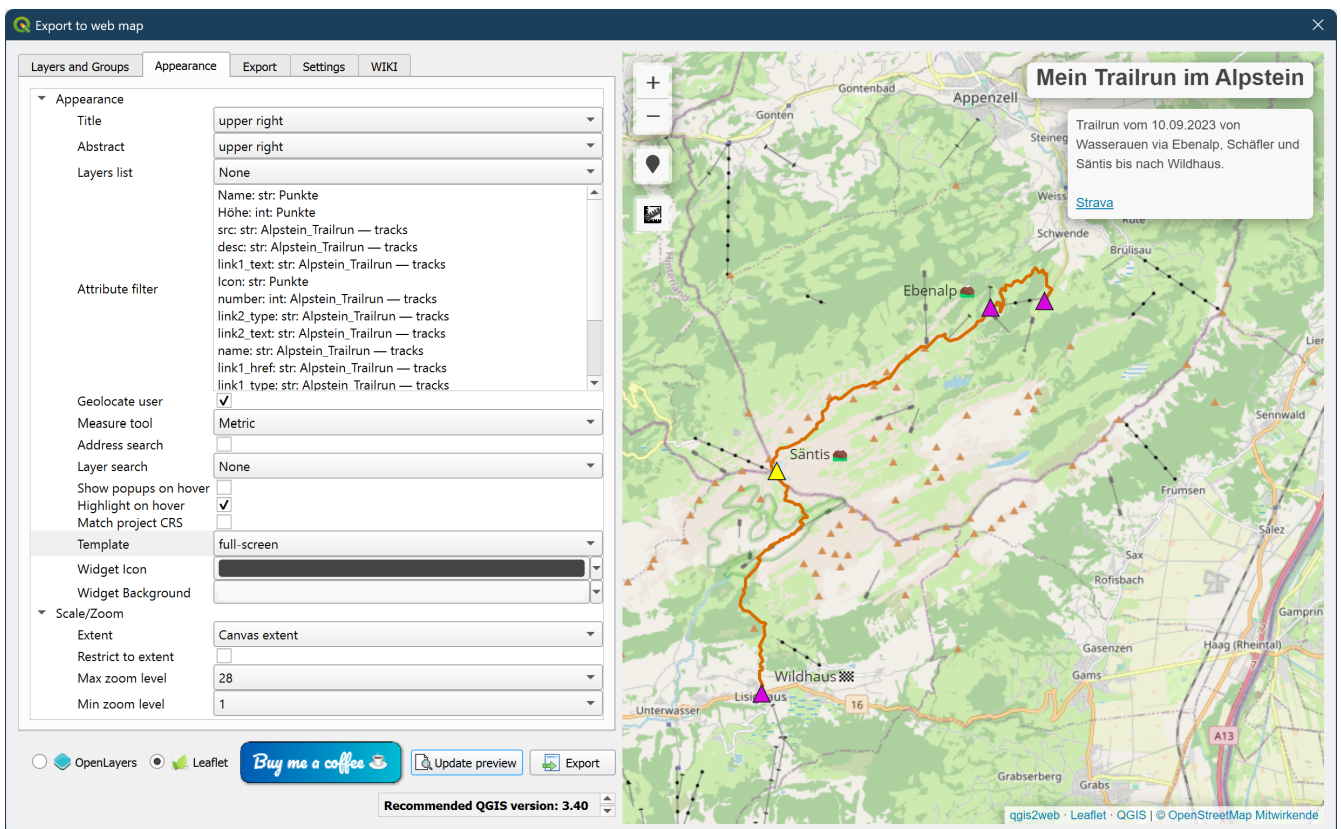 Export to web map
Layers and Groups
Appearance
Export
Settings
WIKI
Appearance
Title
upper right
Abstract
upper right
Layers list
None
Attribute filter
Name: str: Punkte
Höhe: int: Punkte
src: str: Alpstein_Trailrun — tracks
desc: str: Alpstein_Trailrun — tracks
link1_text: str: Alpstein_Trailrun — tracks
Icon: str: Punkte
number: int: Alpstein_Trailrun — tracks
link2_type: str: Alpstein_Trailrun — tracks
link2_text: str: Alpstein_Trailrun — tracks
name: str: Alpstein_Trailrun — tracks
link1_href: str: Alpstein_Trailrun — tracks
link1_type: str: Alpstein_Trailrun — tracks
Geolocate user
Measure tool
Metric
Address search
Layer search
None
Show popups on hover
Highlight on hover
Match project CRS
Template
full-screen
Widget Icon
Widget Background
Scale/Zoom
Extent
Canvas extent
Restrict to extent
Max zoom level
28
Min zoom level
1
OpenLayers
Leaflet
Buy me a coffee
Update preview
Export
Recommended QGIS version: 3.40
+
−
Mein Trailrun im Alpstein
Trailrun vom 10.09.2023 von
Wasserauen via Ebenalp, Schäfler und
Säntis bis nach Wildhaus.
Strava
Gontenbad
Appenzell
Gonten
Steineg
Weiss
Rüte
Schwende
Brülisau
Hinterland
Ebenalp
Lier
Sennwald
Säntis
Frümsen
Sälez
Sax
Rofisbach
Gamprin
Gasenzen
Haag (Rheintal)
Wildhaus
Gams
Unterwasser
16
A13
Grabserberg
Grabs
qgis2web · Leaflet · QGIS | © OpenStreetMap Mitwirkende